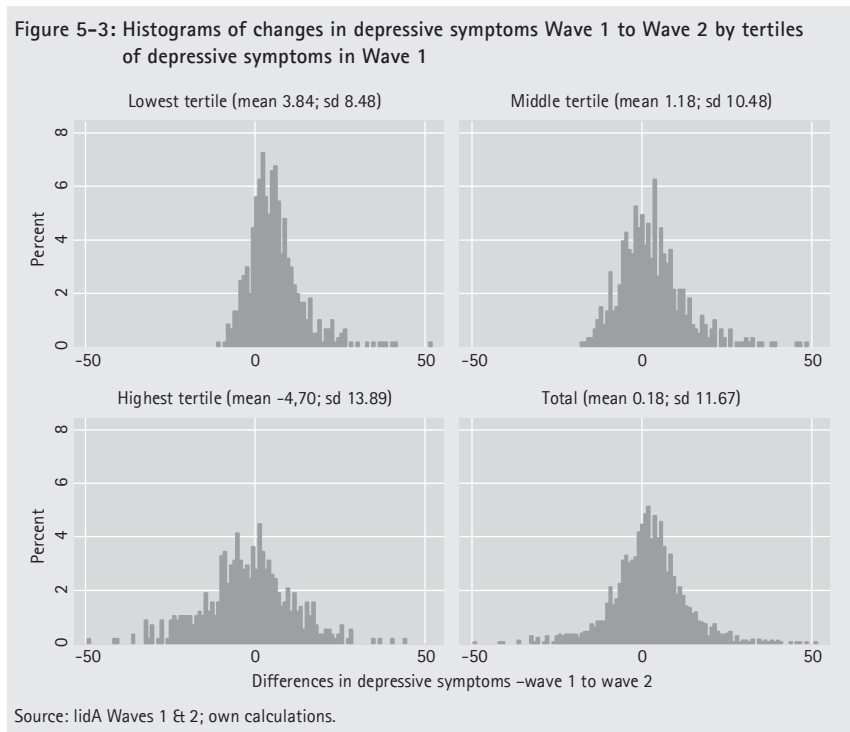 Figure 5-3: Histograms of changes in depressive symptoms Wave 1 to Wave 2 by tertiles
of depressive symptoms in Wave 1
Lowest tertile (mean 3.84; sd 8.48)
Middle tertile (mean 1.18; sd 10.48)
8
6
4
2
0
Percent
-50 0 50
-50 0 50
Highest tertile (mean -4,70; sd 13.89)
Total (mean 0.18; sd 11.67)
8
6
4
2
0
Percent
-50 0 50
-50 0 50
Differences in depressive symptoms –wave 1 to wave 2
Source: lidA Waves 1 & 2; own calculations.